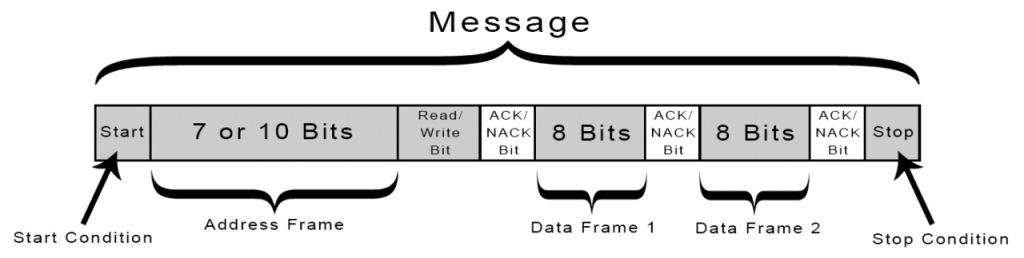 Message
Start
7 or 10 Bits
Read/
Write
Bit
ACK/
NACK
Bit
8 Bits
ACK/
NACK
Bit
8 Bits
ACK/
NACK
Bit
Stop
Address Frame
Data Frame 1
Data Frame 2
Start Condition
Stop Condition